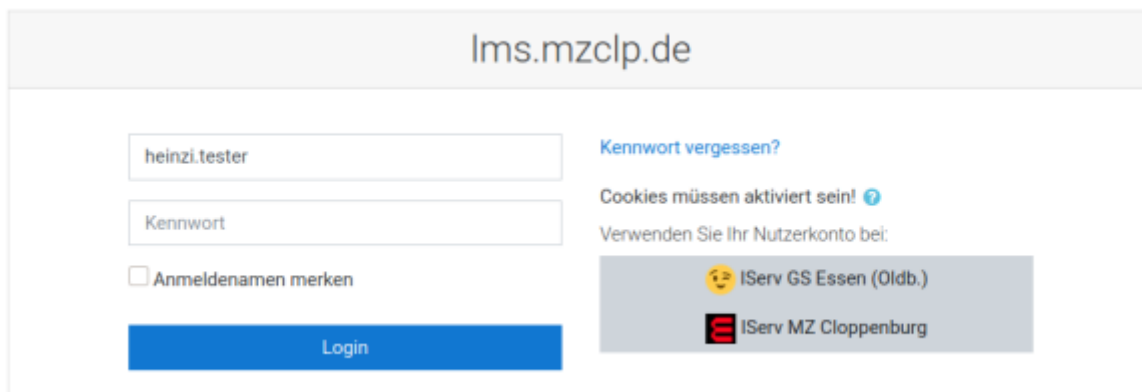 lms.mzclp.de
heinzi.tester
Kennwort
Anmeldenamen merken
Login
Kennwort vergessen?
Cookies müssen aktiviert sein!
Verwenden Sie Ihr Nutzerkonto bei:
IServ GS Essen (Oldb.)
IServ MZ Cloppenburg